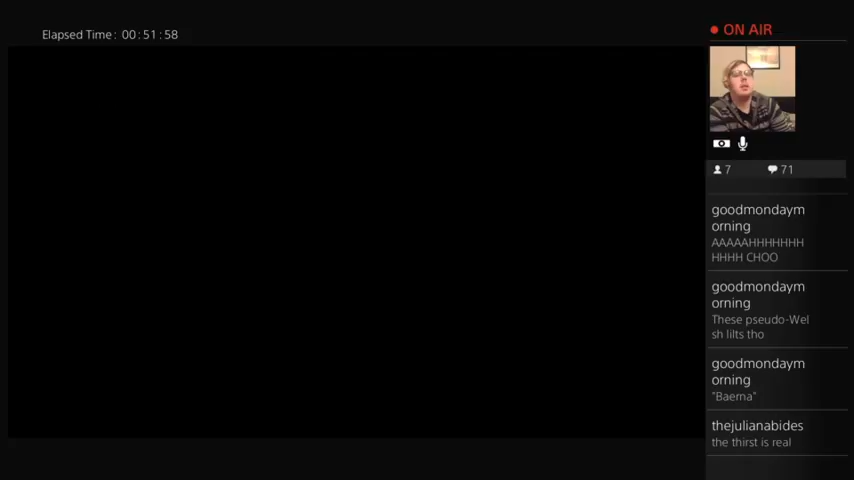 Elapsed Time: 00:51:58
ON AIR
7 71
goodmondaym
orning
AAAAAHHHHHHH
HHHH CHOO
goodmondaym
orning
These pseudo-Wel
sh lilts tho
goodmondaym
orning
"Baerna"
thejulianabides
the thirst is real